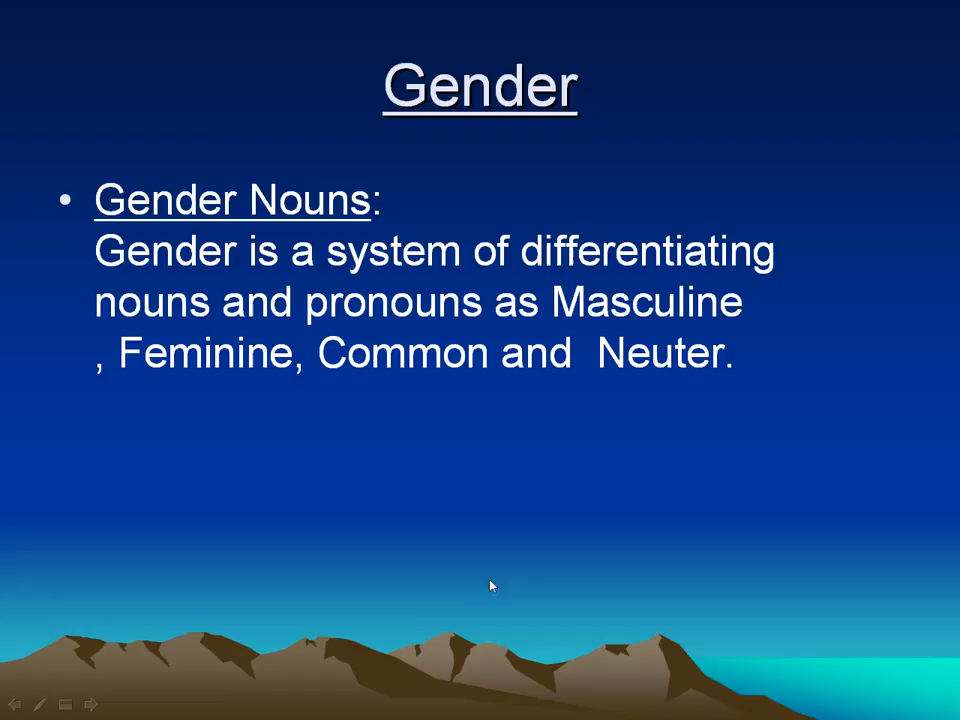 Gender
• Gender Nouns:
Gender is a system of differentiating
nouns and pronouns as Masculine
, Feminine, Common and  Neuter.